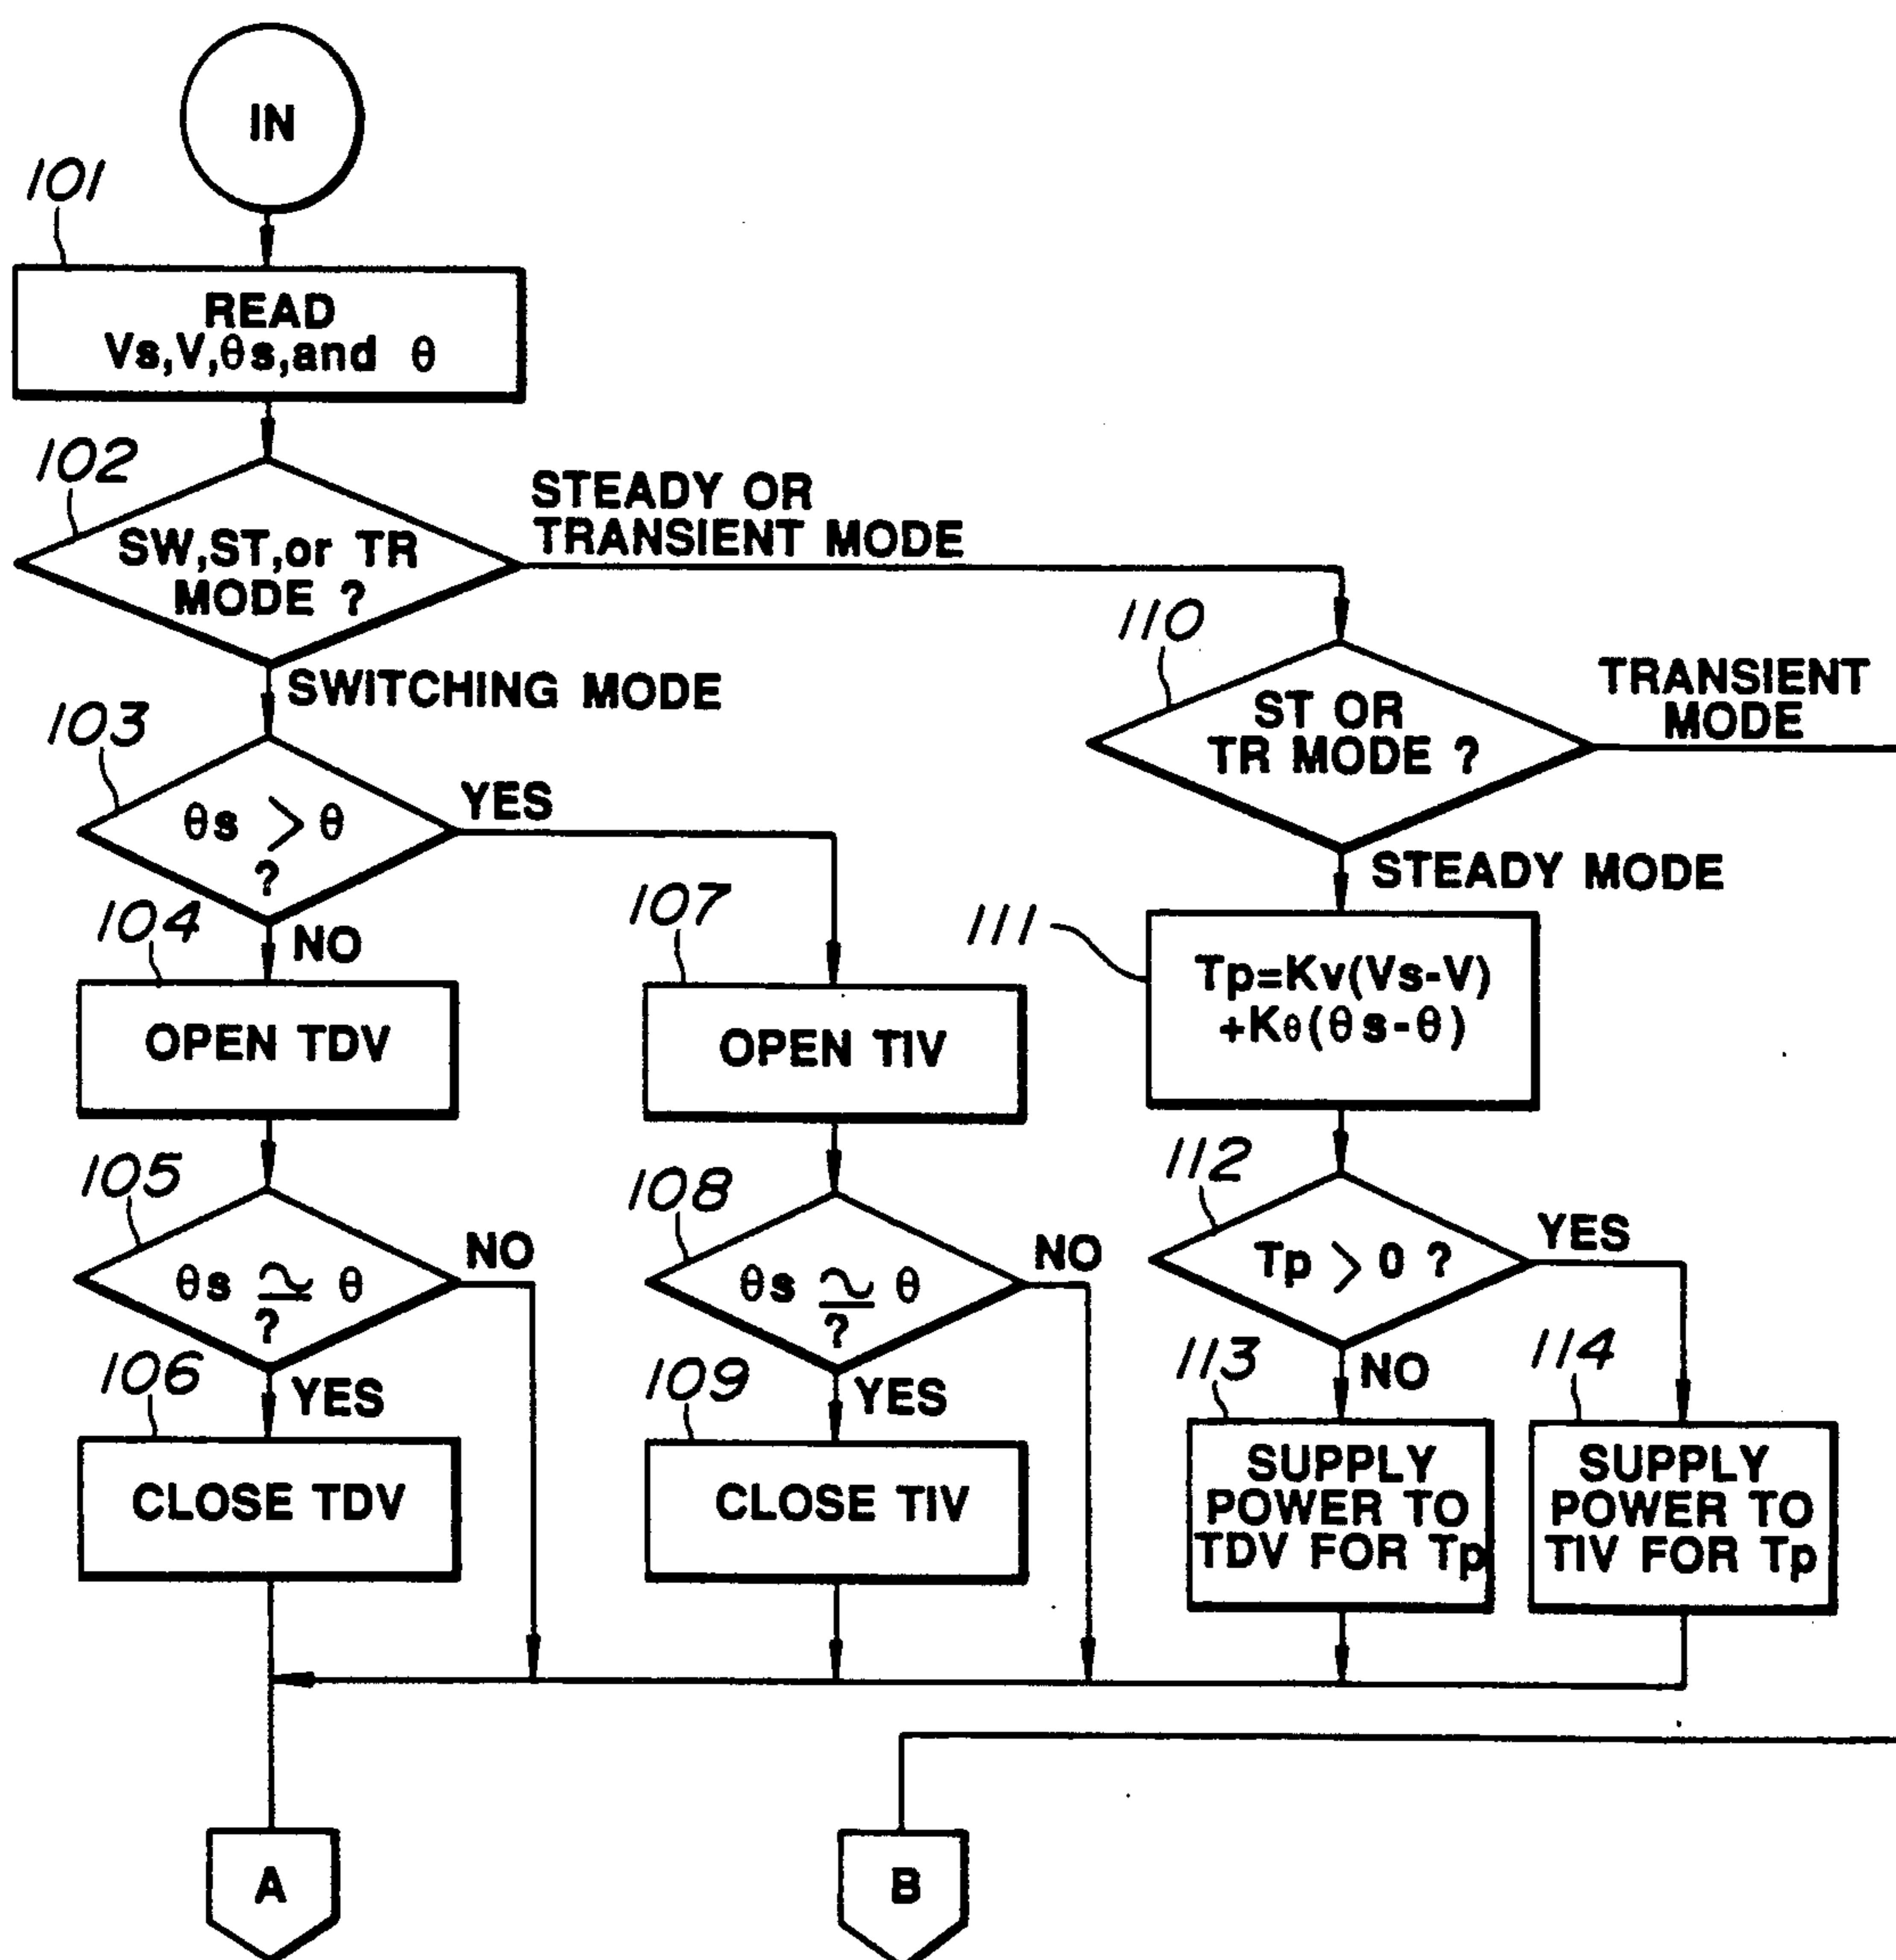 IN
101
READ
Vs,V,θs,and θ
102
SW,ST,or TR
MODE ?
STEADY OR
TRANSIENT MODE
SWITCHING MODE
103
θs > θ
?
YES
NO
104
OPEN TDV
105
θs ≃ θ
?
NO
YES
106
CLOSE TDV
107
OPEN TIV
108
θs ≃ θ
?
NO
YES
109
CLOSE TIV
110
ST OR
TR MODE ?
TRANSIENT
MODE
STEADY MODE
111
Tp=Kv(Vs-V)
+Kθ(θs-θ)
112
Tp > 0 ?
YES
NO
113
SUPPLY
POWER TO
TDV FOR Tp
114
SUPPLY
POWER TO
TIV FOR Tp
A
B